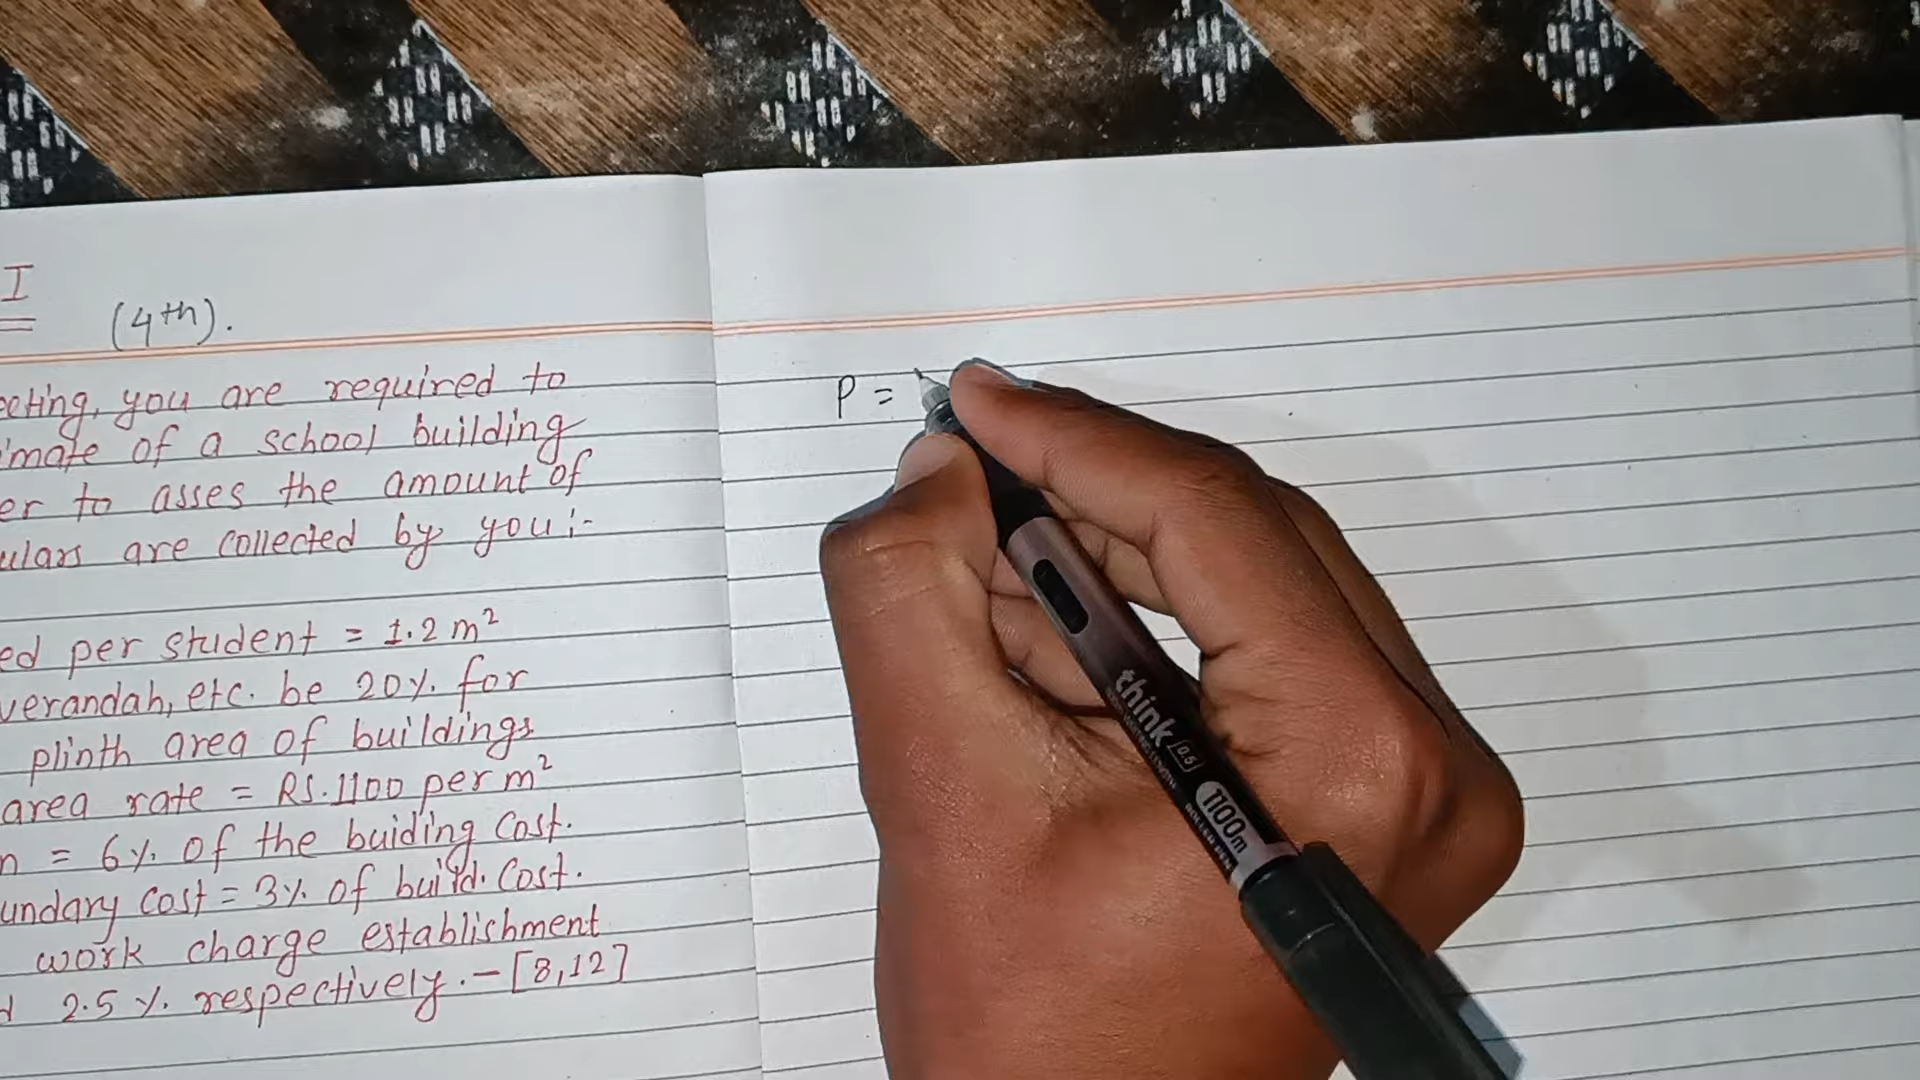 I
(4th).
you are required to
of a school building
er to asses the amount of
ulars are collected by you:-
ed per student = 1.2 m²
verandah, etc. be 20%. for
plinth area of buildings
area rate = RS. 1100 per m²
n = 6%. of the buiding Cost.
undary cost = 3%. of build. Cost.
work charge establishment
d 2.5 %. respectively. - [8,12]
P =
think 0.5
1100m
ROLLER PEN